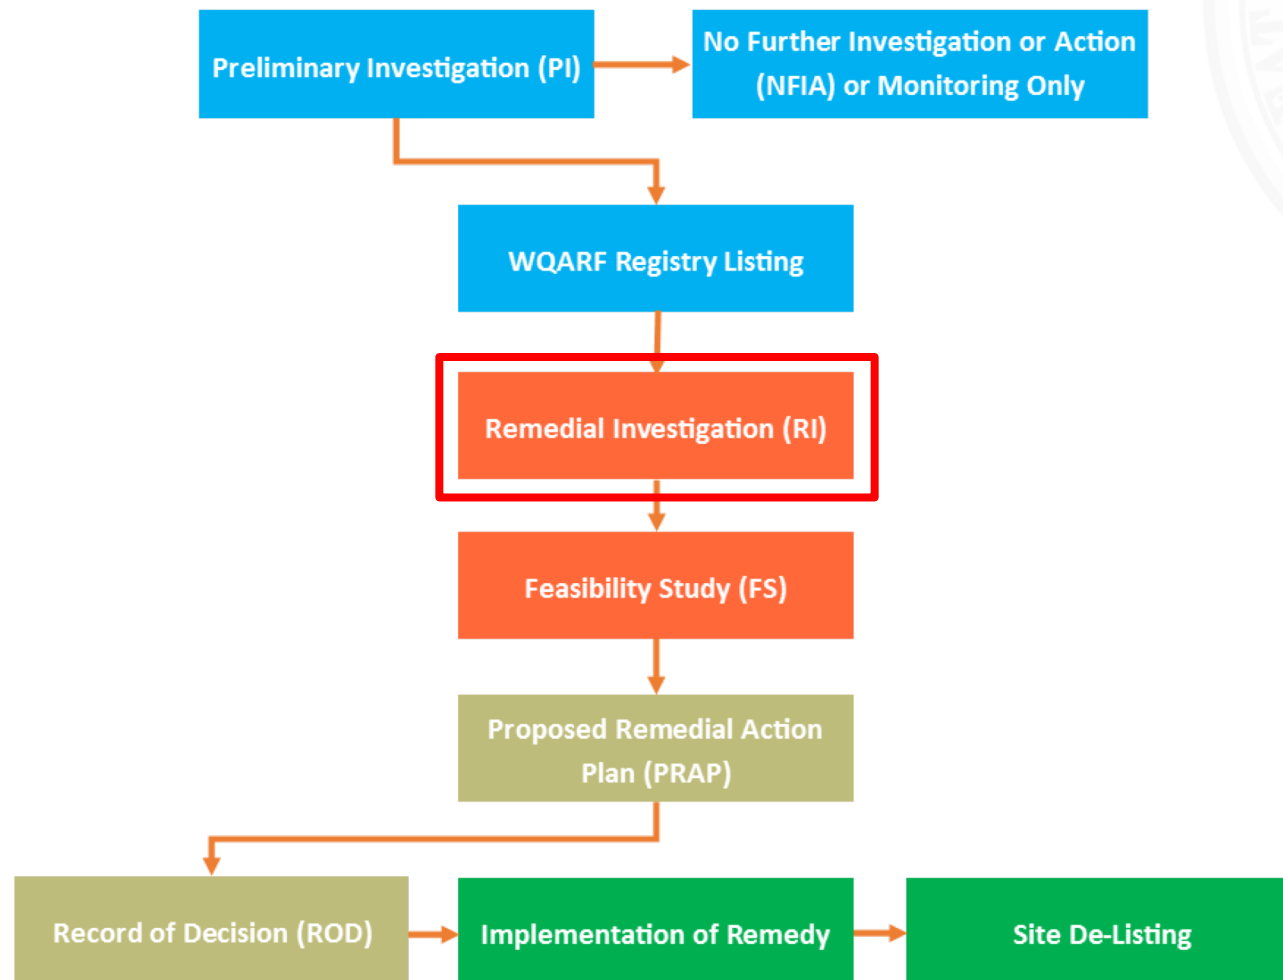 Preliminary Investigation (PI)
No Further Investigation or Action
(NFIA) or Monitoring Only
WQARF Registry Listing
Remedial Investigation (RI)
Feasibility Study (FS)
Proposed Remedial Action
Plan (PRAP)
Record of Decision (ROD)
Implementation of Remedy
Site De-Listing